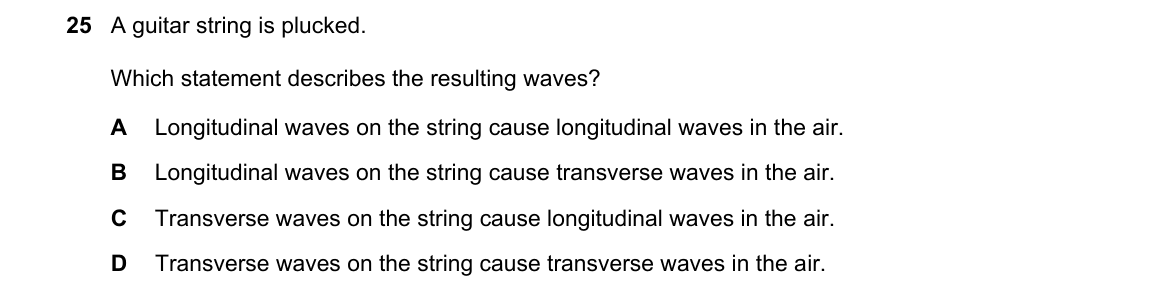 25 A guitar string is plucked.
Which statement describes the resulting waves?
A Longitudinal waves on the string cause longitudinal waves in the air.
B Longitudinal waves on the string cause transverse waves in the air.
C Transverse waves on the string cause longitudinal waves in the air.
D Transverse waves on the string cause transverse waves in the air.